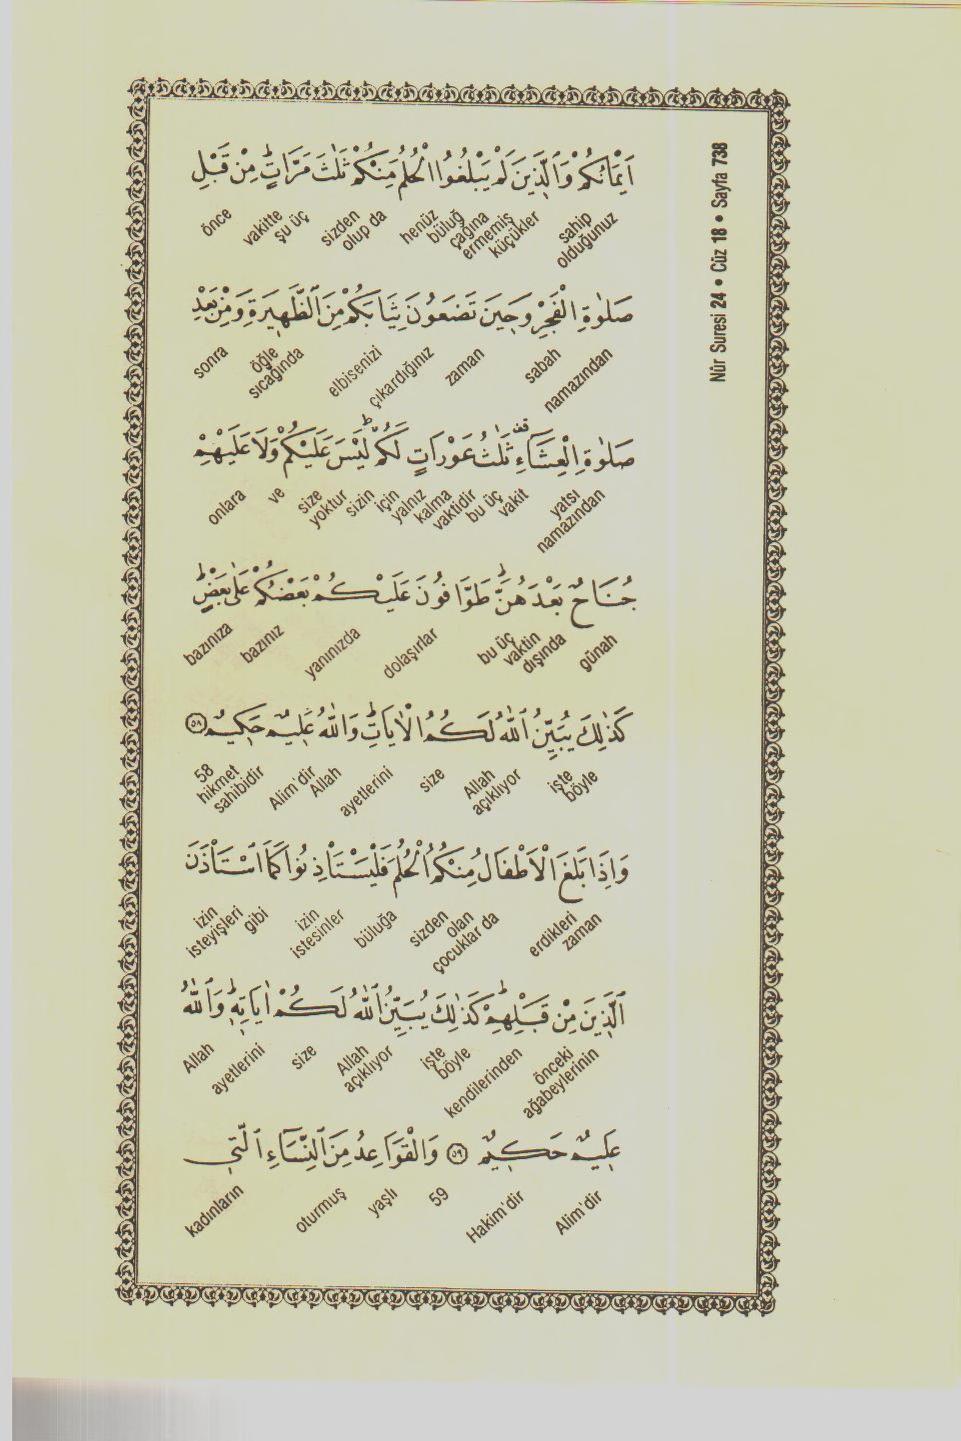 Nûr Suresi 24 • Cüz 18 • Sayfa 738
اَيْمَانُكُمْ وَالَّذِينَ لَمْ يَبْلُغُوا الْحُلُمَ مِنْكُمْ ثَلٰثَ مَرَّاتٍ مِنْ قَبْلِ
sahip olduğunuz henüz büluğ çağına ermemiş küçükler sizden olup da şu üç vakitte önce
صَلٰوةِ الْفَجْرِ وَحِينَ تَضَعُونَ ثِيَابَكُمْ مِنَ الظَّهِيرَةِ وَمِنْ بَعْدِ
sabah namazından zaman çıkardığınız elbisenizi öğle sıcağında sonra
صَلٰوةِ الْعِشَاءِ ثَلٰثُ عَوْرَاتٍ لَكُمْ لَيْسَ عَلَيْكُمْ وَلَا عَلَيْهِمْ
yatsı namazından bu üç vakit yalnız kalma vaktidir sizin için size yoktur ve onlara
جُنَاحٌ بَعْدَهُنَّ طَوَّافُونَ عَلَيْكُمْ بَعْضُكُمْ عَلٰى بَعْضٍ
günah bu üç vaktin dışında dolaşırlar yanınızda bazınız bazınıza
كَذٰلِكَ يُبَيِّنُ اللّٰهُ لَكُمُ الْاٰيَاتِ وَاللّٰهُ عَلِيمٌ حَكِيمٌ ٥٨
işte böyle Allah açıklıyor size ayetlerini Allah Alim'dir hikmet sahibidir 58
وَاِذَا بَلَغَ الْاَطْفَالُ مِنْكُمُ الْحُلُمَ فَلْيَسْتَأْذِنُوا كَمَا اسْتَأْذَنَ
erdikleri zaman sizden olan çocuklar da büluğa izin istesinler gibi izin isteyişleri
الَّذِينَ مِنْ قَبْلِهِمْ كَذٰلِكَ يُبَيِّنُ اللّٰهُ لَكُمْ اٰيَاتِهِ وَاللّٰهُ
önceki ağabeylerinin kendilerinden işte böyle Allah açıklıyor size ayetlerini Allah
عَلِيمٌ حَكِيمٌ ٥٩ وَالْقَوَاعِدُ مِنَ النِّسَاءِ الّٰتِي
Alim'dir Hakim'dir 59 yaşlı oturmuş kadınların